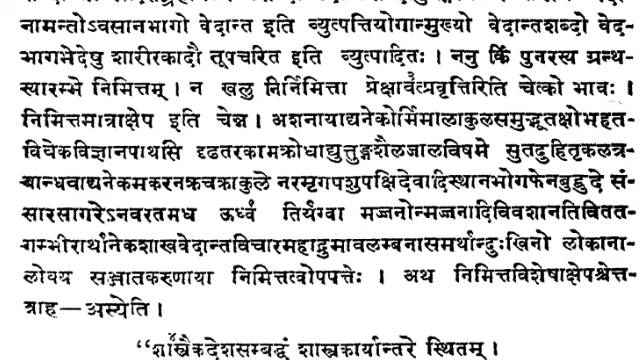 नामन्तोऽवसानभागो वेदान्त इति व्युत्पत्तियोगान्मुख्यो वेदान्तशब्दो वेद-
भागभेदेषु शारीरकादौ तूपचरित इति व्युत्पादितः । ननु किं पुनरस्य ग्रन्थ-
स्यारम्भे निमित्तम् । न खलु निर्निमित्ता प्रेक्षावत्प्रवृत्तिरिति चेत्को भावः ।
निमित्तमात्राक्षेप इति चेन्न । अशनायाद्यनेकोर्मिमालाकुलसमुद्भूतक्षोभहत-
विवेकविज्ञानपाथसि दृढतरकामक्रोधाद्युत्तुङ्गशैलजालविषमे सुतदुहितृकलत्र-
बान्धवाद्यनेकमकरनक्रचक्राकुले नरमृगपशुपक्षिदेवादिस्थानभोगफेनबुद्बुदे सं-
सारसागरेऽनवरतमध ऊर्ध्वं तिर्यग्वा मज्जनोन्मज्जनादिविवशानतिवितत-
गम्भीरार्थानेकशास्त्रवेदान्तविचारमहाद्रुमावलम्बनासमर्थान्दुःखिनो लोकाना-
लोक्य सञ्जातकरुणाया निमित्तत्वोपपत्तेः । अथ निमित्तविशेषाक्षेपश्चेत्त-
त्राह—अस्येति ।
“शास्त्रैकदेशसम्बद्धं शास्त्रकार्यान्तरे स्थितम् ।